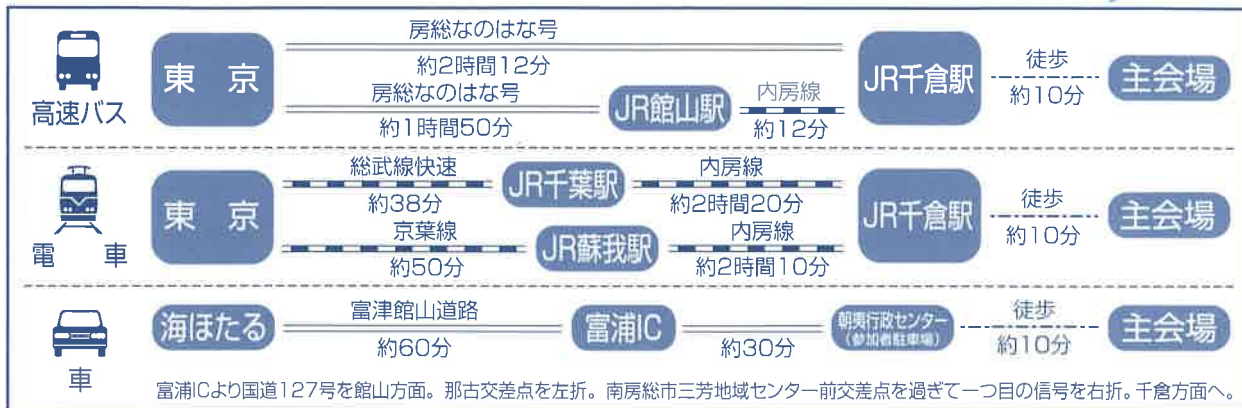 高速バス
東京
房総なのはな号
約2時間12分
房総なのはな号
約1時間50分
JR館山駅
内房線
約12分
JR千倉駅
徒歩
約10分
主会場
電車
東京
総武線快速
約38分
JR千葉駅
内房線
約2時間20分
京葉線
約50分
JR蘇我駅
内房線
約2時間10分
JR千倉駅
徒歩
約10分
主会場
車
海ほたる
富津館山道路
約60分
富浦IC
約30分
朝夷行政センター
(参加者駐車場)
徒歩
約10分
主会場
富浦ICより国道127号を館山方面。那古交差点を左折。南房総市三芳地域センター前交差点を過ぎて一つ目の信号を右折。千倉方面へ。